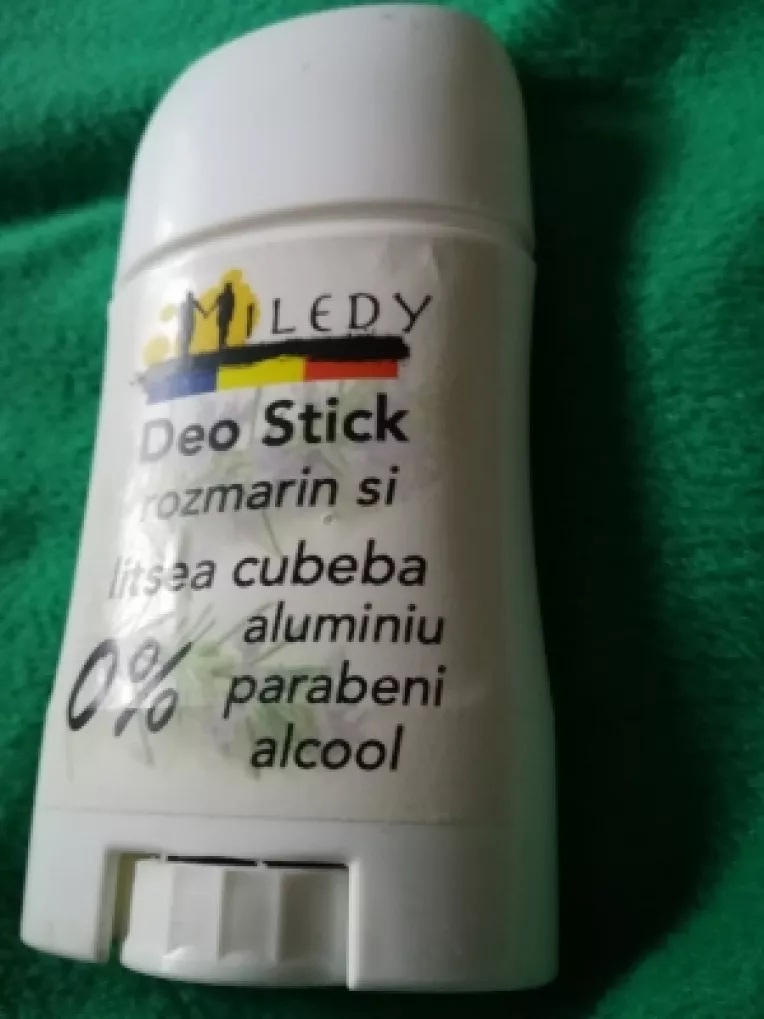 MILEDY
Deo Stick
rozmarin si
litsea cubeba
0% aluminiu
parabeni
alcool